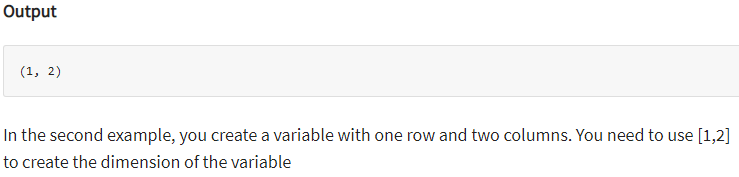 Output
(1, 2)
In the second example, you create a variable with one row and two columns. You need to use [1,2]
to create the dimension of the variable